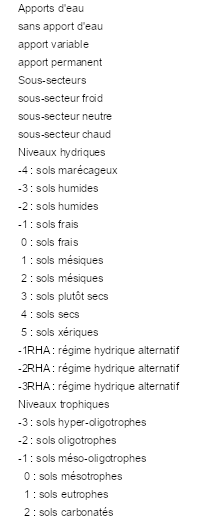 Apports d'eau
sans apport d'eau
apport variable
apport permanent
Sous-secteurs
sous-secteur froid
sous-secteur neutre
sous-secteur chaud
Niveaux hydriques
-4 : sols marécageux
-3 : sols humides
-2 : sols humides
-1 : sols frais
0 : sols frais
1 : sols mésiques
2 : sols mésiques
3 : sols plutôt secs
4 : sols secs
5 : sols xériques
-1RHA : régime hydrique alternatif
-2RHA : régime hydrique alternatif
-3RHA : régime hydrique alternatif
Niveaux trophiques
-3 : sols hyper-oligotrophes
-2 : sols oligotrophes
-1 : sols méso-oligotrophes
0 : sols mésotrophes
1 : sols eutrophes
2 : sols carbonatés